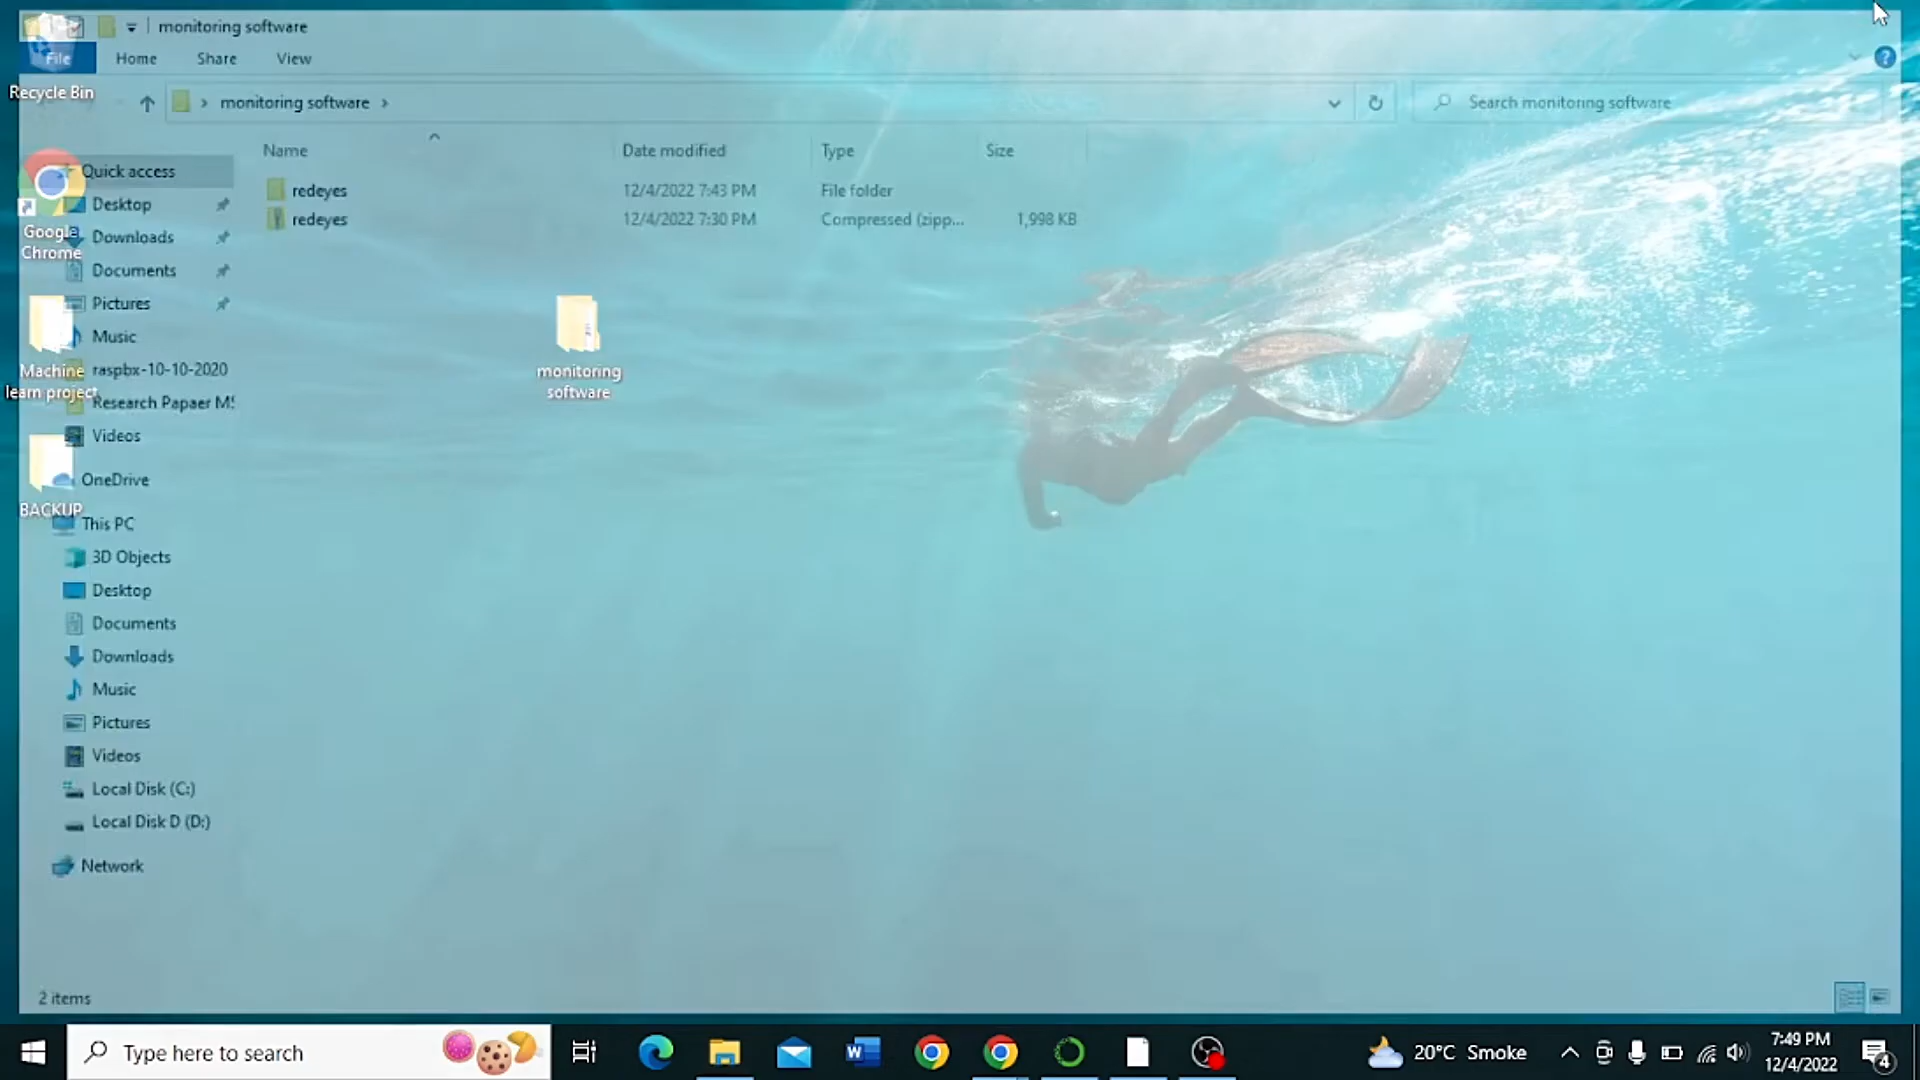 monitoring software
File Home Share View
Recycle Bin
monitoring software
Search monitoring software
Name Date modified Type Size
redeyes 12/4/2022 7:43 PM File folder
redeyes 12/4/2022 7:30 PM Compressed (zipp... 1,998 KB
Google Chrome
Machine learn project
BACKUP
monitoring
software
Quick access
Desktop
Downloads
Documents
Pictures
Music
raspbx-10-10-2020
Research Papaer MS
Videos
OneDrive
This PC
3D Objects
Desktop
Documents
Downloads
Music
Pictures
Videos
Local Disk (C:)
Local Disk D (D:)
Network
2 items
Type here to search
20°C Smoke
7:49 PM
12/4/2022
4